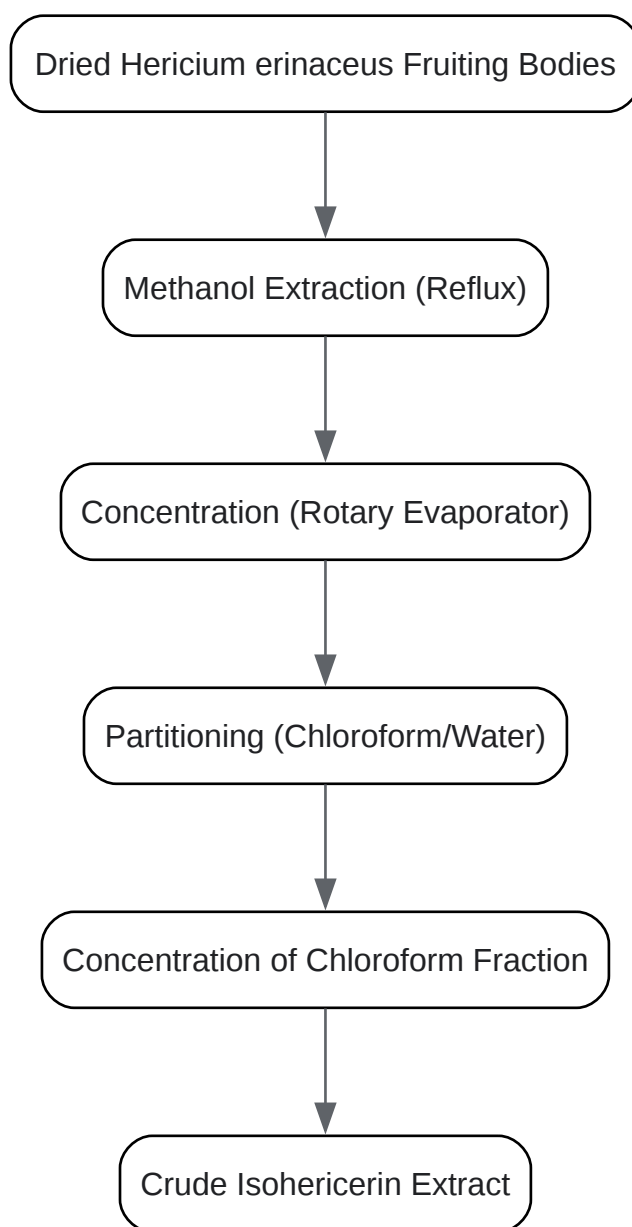 Dried Hericium erinaceus Fruiting Bodies
Methanol Extraction (Reflux)
Concentration (Rotary Evaporator)
Partitioning (Chloroform/Water)
Concentration of Chloroform Fraction
Crude Isohericerin Extract